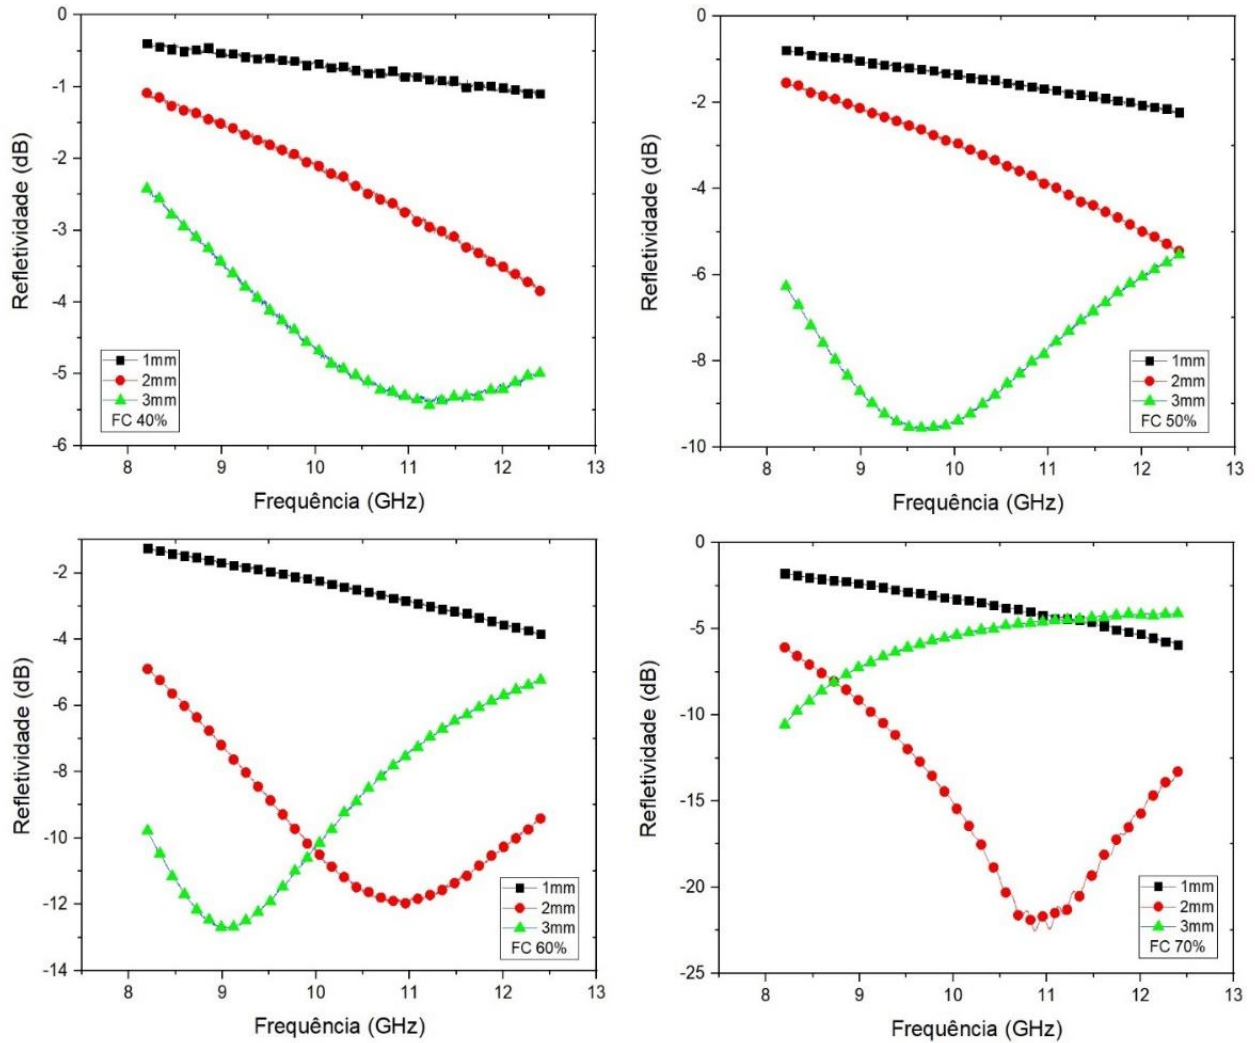 0
-1
-2
-3
-4
-5
-6
Refletividade (dB)
1mm
2mm
3mm
FC 40%
8 9 10 11 12 13
Frequência (GHz)
0
-2
-4
-6
-8
-10
Refletividade (dB)
1mm
2mm
3mm
FC 50%
8 9 10 11 12 13
Frequência (GHz)
-2
-4
-6
-8
-10
-12
-14
Refletividade (dB)
1mm
2mm
3mm
FC 60%
8 9 10 11 12 13
Frequência (GHz)
0
-5
-10
-15
-20
-25
Refletividade (dB)
1mm
2mm
3mm
FC 70%
8 9 10 11 12 13
Frequência (GHz)